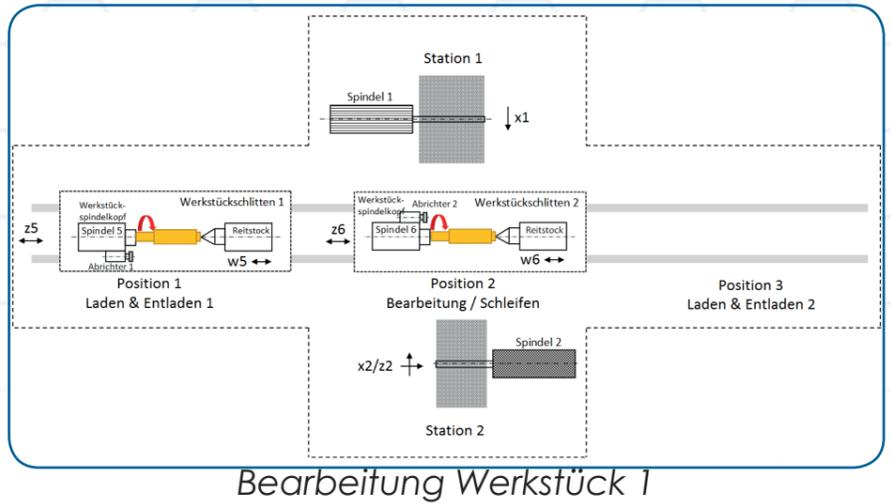 Station 1
Spindel 1
x1
Werkstück-
spindelkopf
Werkstückschlitten 1
Spindel 5
Reitstock
Abrichter 1
z5
w5
Werkstück-
spindelkopf
Abrichter 2
Werkstückschlitten 2
Spindel 6
Reitstock
z6
w6
Position 1
Laden & Entladen 1
Position 2
Bearbeitung / Schleifen
Position 3
Laden & Entladen 2
Spindel 2
x2/z2
Station 2
Bearbeitung Werkstück 1